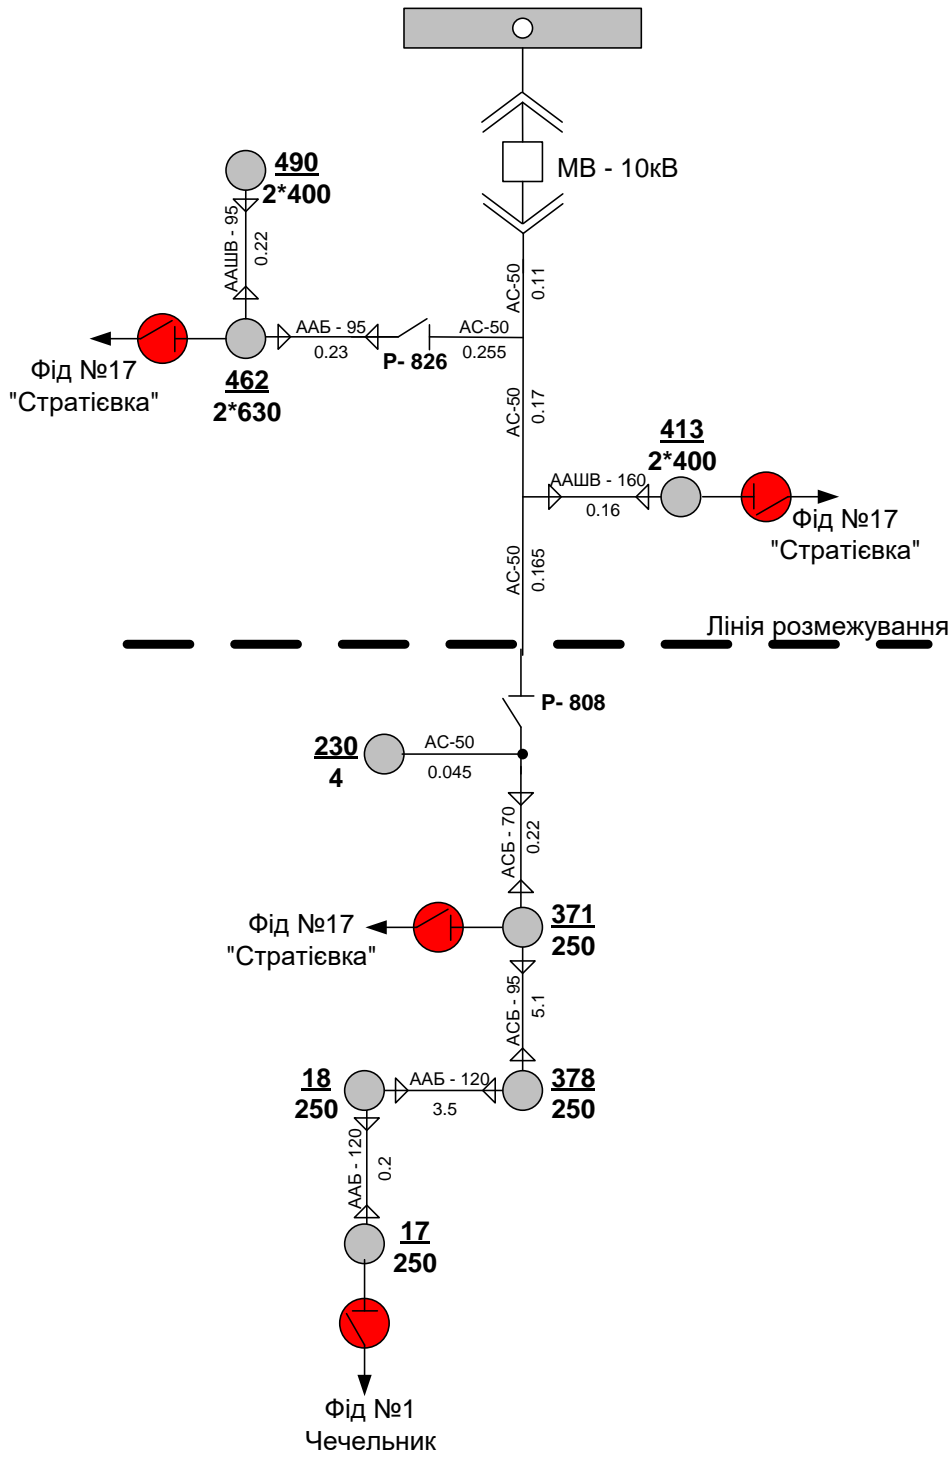 МВ - 10кВ
490
2*400
ААШВ - 95
0.22
АС-50
0.11
ААБ - 95
0.23
АС-50
0.255
Р- 826
Фід №17
"Стратієвка"
462
2*630
АС-50
0.17
413
2*400
ААШВ - 160
0.16
Фід №17
"Стратієвка"
АС-50
0.165
Лінія розмежування
Р- 808
230
4
АС-50
0.045
АСБ - 70
0.22
Фід №17
"Стратієвка"
371
250
АСБ - 95
5.1
18
250
ААБ - 120
3.5
378
250
ААБ - 120
0.2
17
250
Фід №1
Чечельник